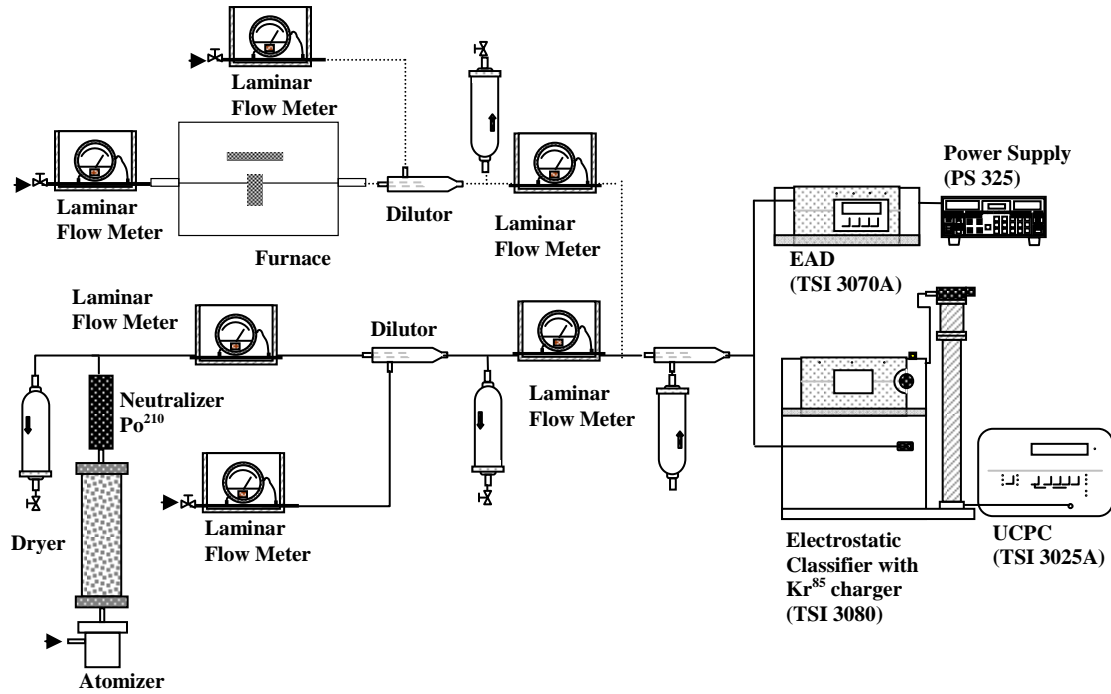 Laminar
Flow Meter
Laminar
Flow Meter
Furnace
Dilutor
Laminar
Flow Meter
Power Supply
(PS 325)
EAD
(TSI 3070A)
Laminar
Flow Meter
Dilutor
Laminar
Flow Meter
Neutralizer
Po²¹⁰
Laminar
Flow Meter
Dryer
Atomizer
Electrostatic
Classifier with
Kr⁸⁵ charger
(TSI 3080)
UCPC
(TSI 3025A)